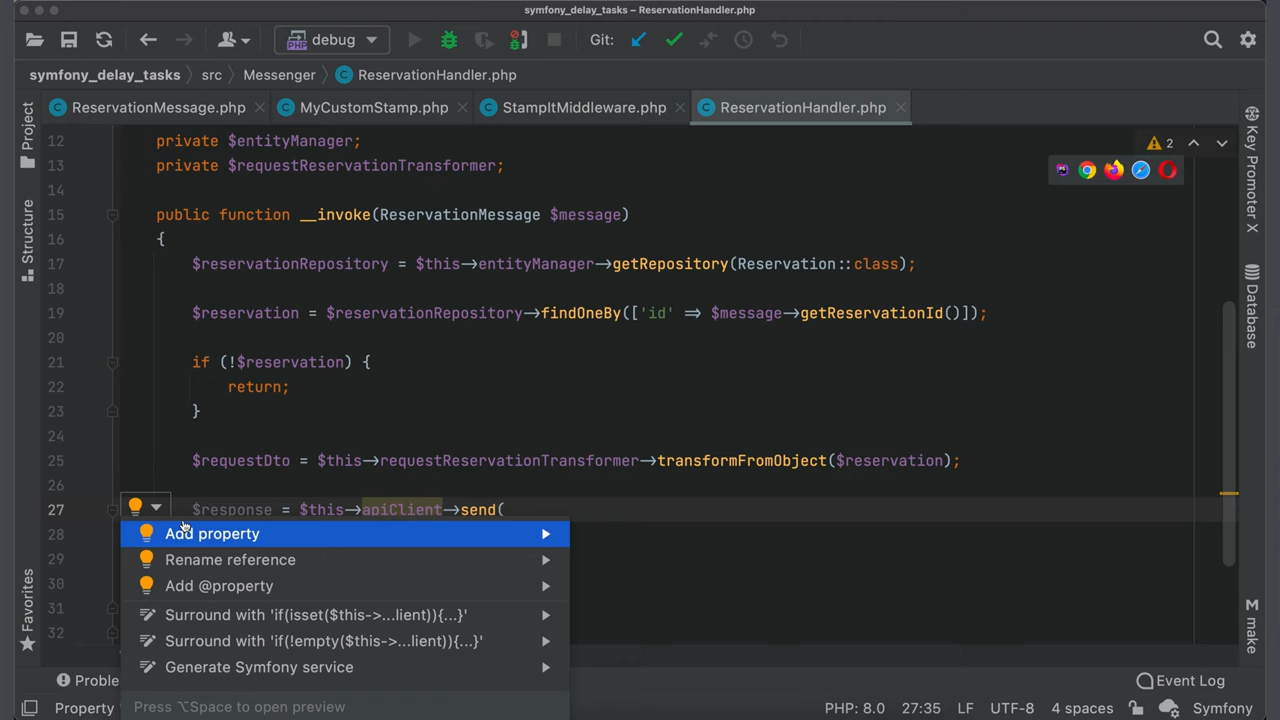 symfony_delay_tasks – ReservationHandler.php
PHP debug Git:
symfony_delay_tasks src Messenger ReservationHandler.php
ReservationMessage.php MyCustomStamp.php StampItMiddleware.php ReservationHandler.php
Project
Structure
Favorites
12 private $entityManager;
13 private $requestReservationTransformer;
14
15 public function __invoke(ReservationMessage $message)
16 {
17 $reservationRepository = $this->entityManager->getRepository(Reservation::class);
18
19 $reservation = $reservationRepository->findOneBy(['id' => $message->getReservationId()]);
20
21 if (!$reservation) {
22 return;
23 }
24
25 $requestDto = $this->requestReservationTransformer->transformFromObject($reservation);
26
27 $response = $this->apiClient->send(
28
29
30
31
32
2
Add property
Rename reference
Add @property
Surround with 'if(isset($this->...lient)){...}'
Surround with 'if(!empty($this->...lient)){...}'
Generate Symfony service
Press ⌥Space to open preview
Key Promoter X
Database
M make
Proble
Event Log
Property
PHP: 8.0 27:35 LF UTF-8 4 spaces Symfony